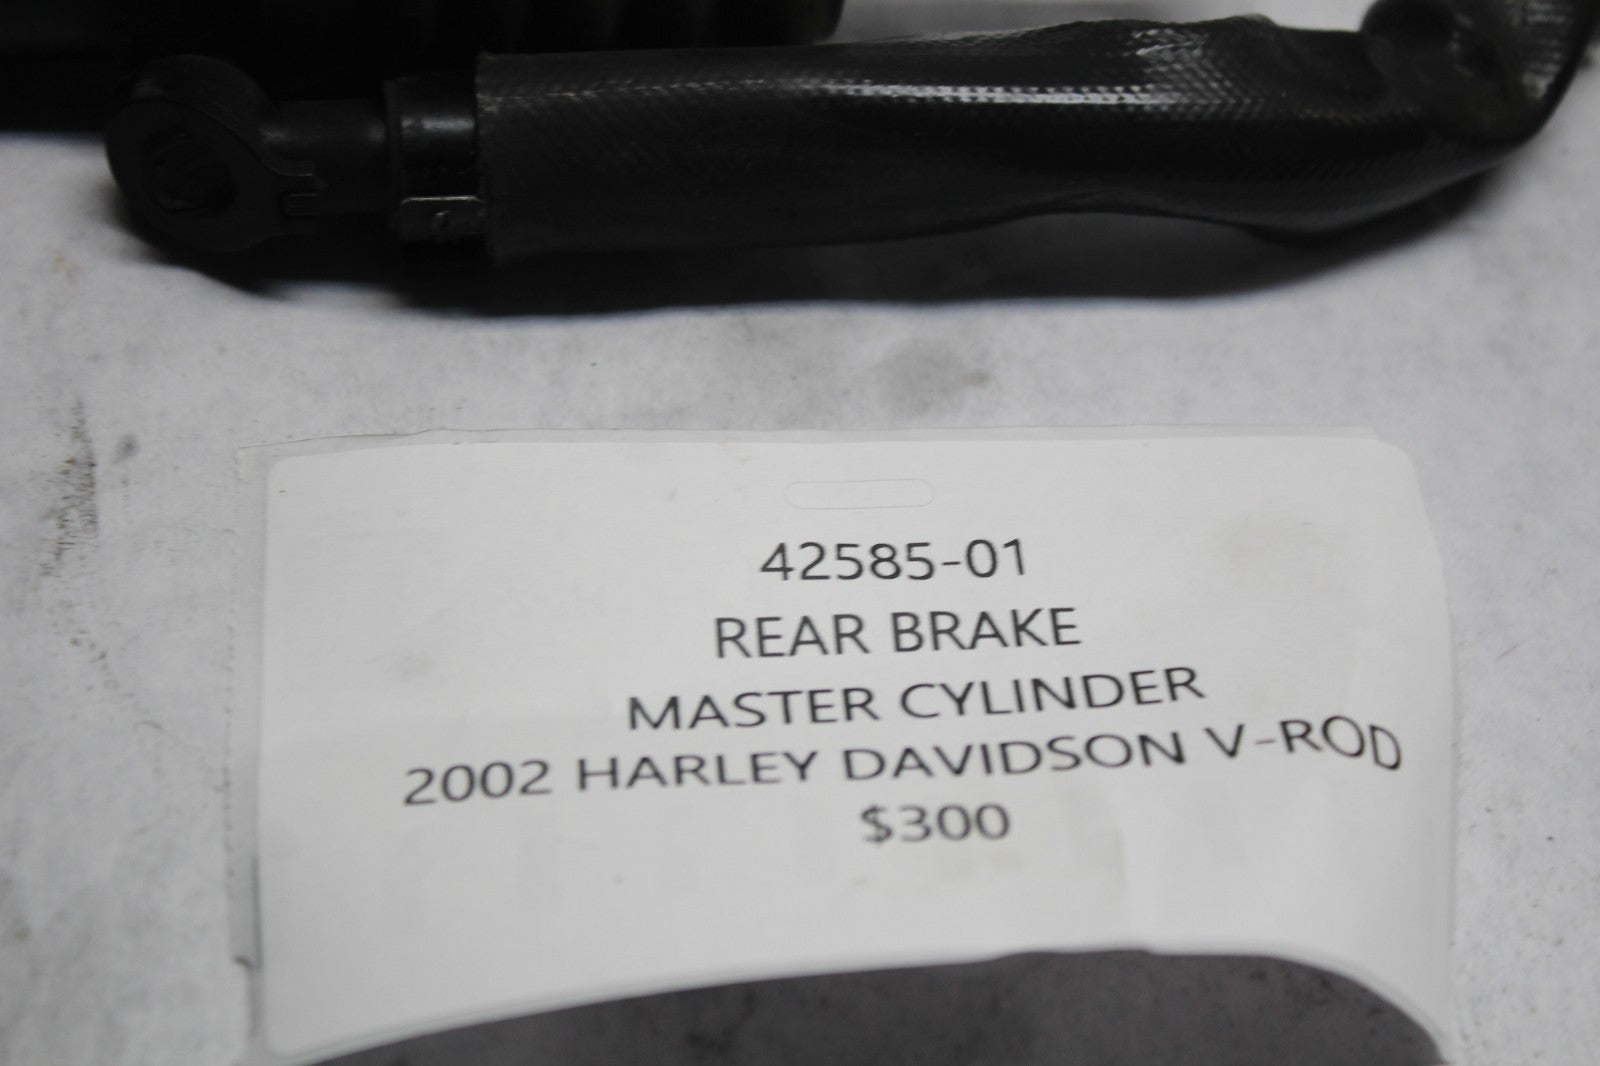 42585-01
REAR BRAKE
MASTER CYLINDER
2002 HARLEY DAVIDSON V-ROD
$300